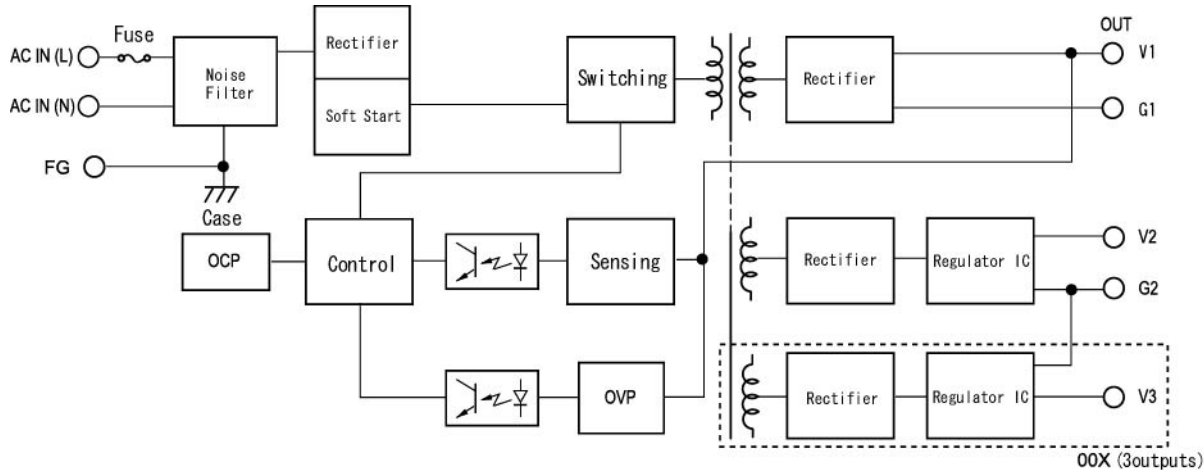 Fuse
OUT
AC IN (L)
Noise
Filter
Rectifier
Soft Start
Switching
Rectifier
V1
AC IN (N)
G1
FG
Case
OCP
Control
Sensing
Rectifier
Regulator IC
V2
G2
OVP
Rectifier
Regulator IC
V3
OOX (3outputs)